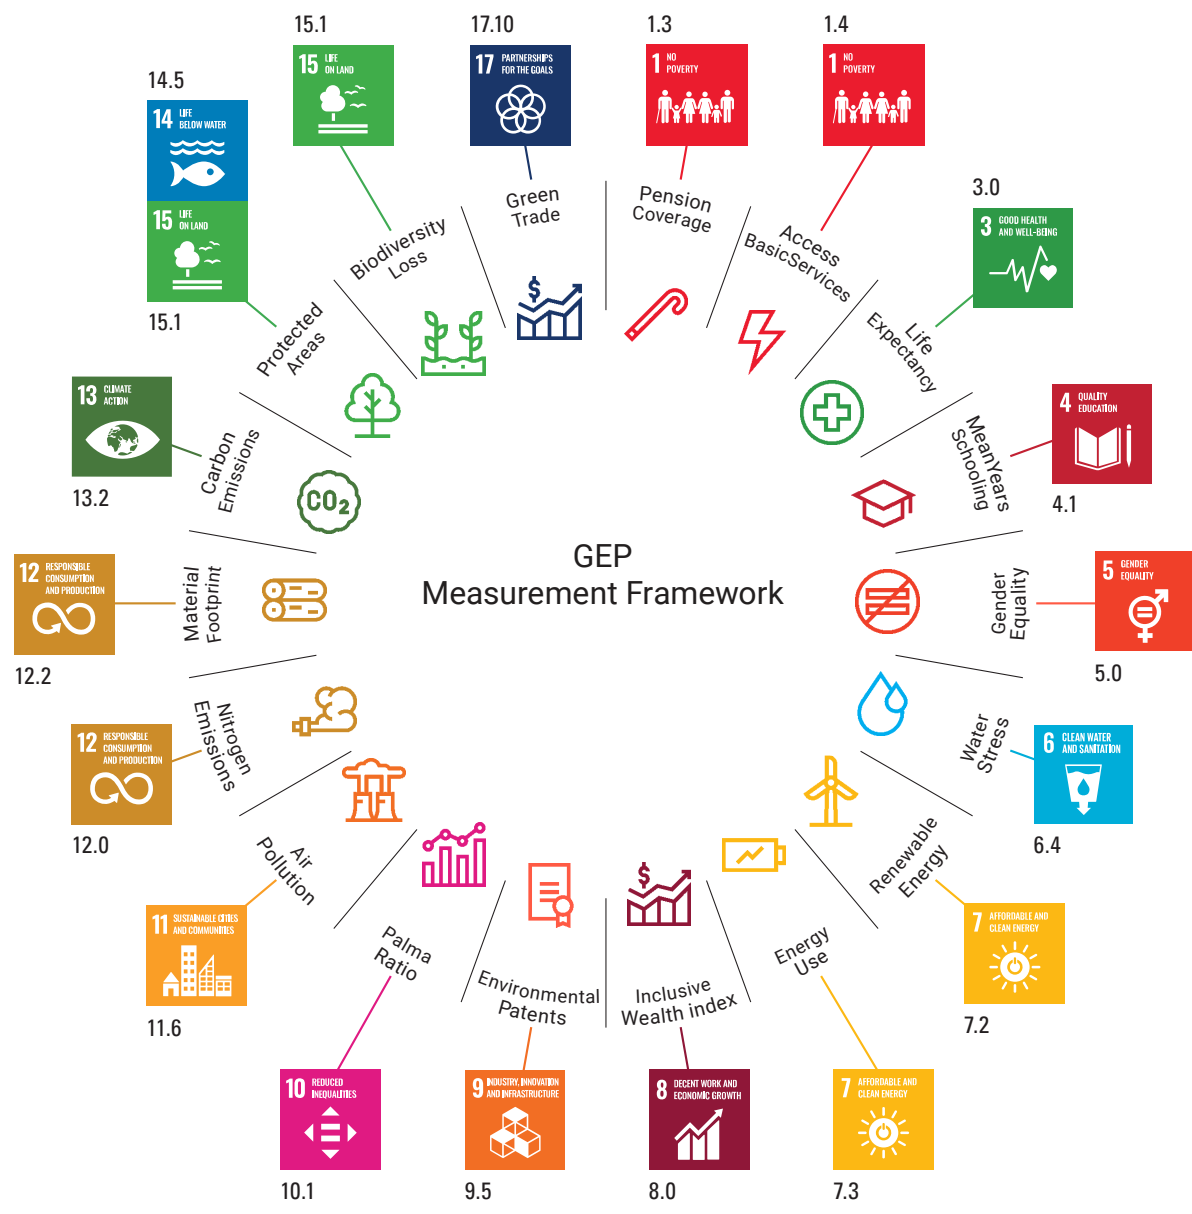 GEP
Measurement Framework
1.3
1 NO
POVERTY
Pension
Coverage
1.4
1 NO
POVERTY
Access
BasicServices
3.0
3 GOOD HEALTH
AND WELL-BEING
Life
Expectancy
4 QUALITY
EDUCATION
4.1
MeanYears
Schooling
5 GENDER
EQUALITY
5.0
Gender
Equality
6 CLEAN WATER
AND SANITATION
6.4
Water
Stress
7 AFFORDABLE AND
CLEAN ENERGY
7.2
Renewable
Energy
7 AFFORDABLE AND
CLEAN ENERGY
7.3
Energy
Use
8 DECENT WORK AND
ECONOMIC GROWTH
8.0
Inclusive
Wealth index
$
9 INDUSTRY, INNOVATION
AND INFRASTRUCTURE
9.5
Environmental
Patents
10 REDUCED
INEQUALITIES
10.1
Palma
Ratio
11 SUSTAINABLE CITIES
AND COMMUNITIES
11.6
Air
Pollution
12 RESPONSIBLE
CONSUMPTION
AND PRODUCTION
12.0
Nitrogen
Emissions
12 RESPONSIBLE
CONSUMPTION
AND PRODUCTION
12.2
Material
Footprint
13 CLIMATE
ACTION
13.2
Carbon
Emissions
CO2
14.5
14 LIFE
BELOW WATER
15 LIFE
ON LAND
15.1
Protected
Areas
15.1
15 LIFE
ON LAND
Biodiversity
Loss
17.10
17 PARTNERSHIPS
FOR THE GOALS
Green
Trade
$